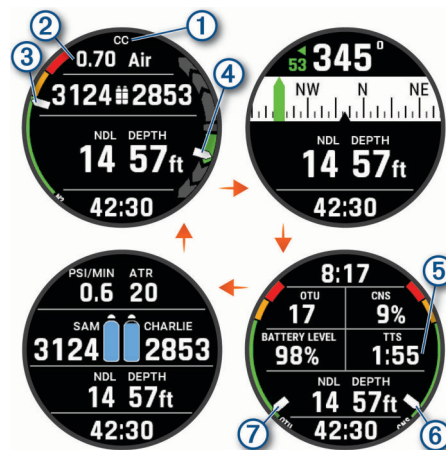 1
2
3
4
CC
0.70 Air
3124 2853
NDL DEPTH
14 57ft
42:30
N2
53 345°
NW N NE
NDL DEPTH
14 57ft
42:30
PSI/MIN ATR
0.6 20
SAM CHARLIE
3124 2853
NDL DEPTH
14 57ft
42:30
5
6
7
8:17
OTU CNS
17 9%
BATTERY LEVEL TTS
98% 1:55
NDL DEPTH
14 57ft
42:30
OTU CNS